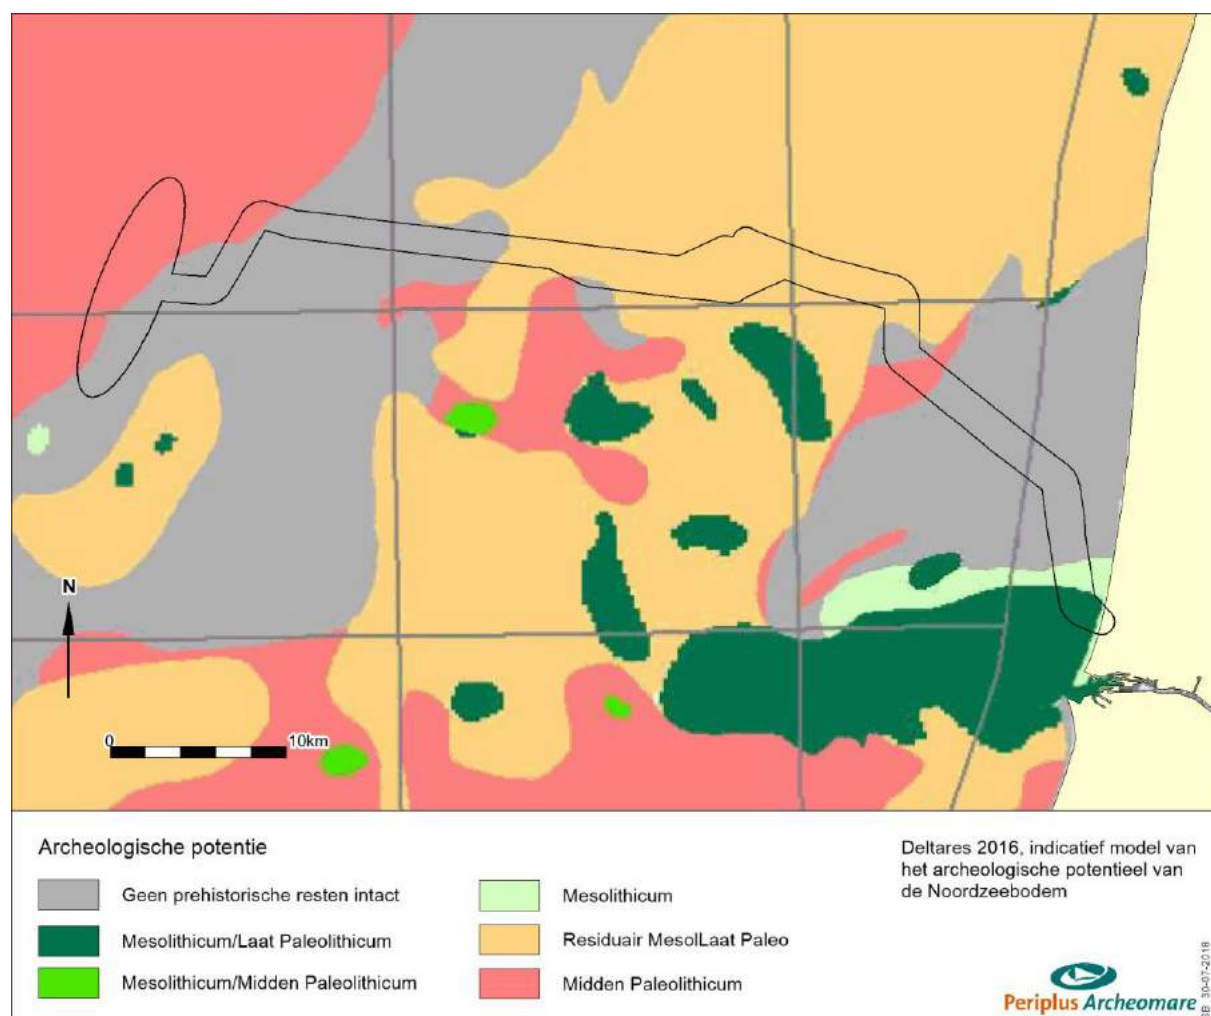 N
0
10km
Archeologische potentie
Geen prehistorische resten intact
Mesolithicum/Laat Paleolithicum
Mesolithicum/Midden Paleolithicum
Mesolithicum
Residuair MesolLaat Paleo
Midden Paleolithicum
Deltares 2016, indicatief model van
het archeologische potentieel van
de Noordzeebodem
Periplus Archeomare
SB 30-07-2018